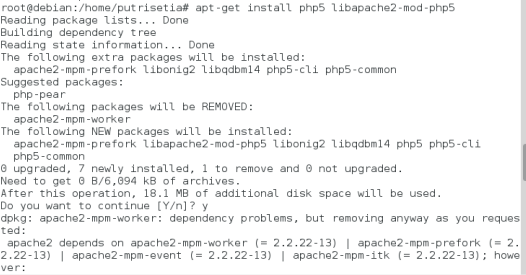 root@debian:/home/putrisetia# apt-get install php5 libapache2-mod-php5
Reading package lists... Done
Building dependency tree
Reading state information... Done
The following extra packages will be installed:
  apache2-mpm-prefork libonig2 libqdbm14 php5-cli php5-common
Suggested packages:
  php-pear
The following packages will be REMOVED:
  apache2-mpm-worker
The following NEW packages will be installed:
  apache2-mpm-prefork libapache2-mod-php5 libonig2 libqdbm14 php5 php5-cli
  php5-common
0 upgraded, 7 newly installed, 1 to remove and 0 not upgraded.
Need to get 0 B/6,094 kB of archives.
After this operation, 18.1 MB of additional disk space will be used.
Do you want to continue [Y/n]? y
dpkg: apache2-mpm-worker: dependency problems, but removing anyway as you reques
ted:
 apache2 depends on apache2-mpm-worker (= 2.2.22-13) | apache2-mpm-prefork (= 2.
2.22-13) | apache2-mpm-event (= 2.2.22-13) | apache2-mpm-itk (= 2.2.22-13); howe
ver: